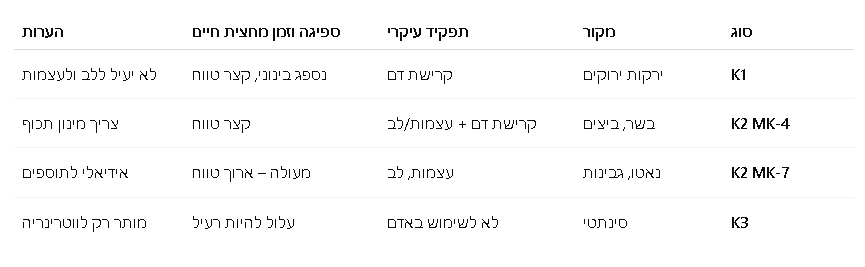 סוג מקור תפקיד עיקרי ספיגה וזמן מחצית חיים הערות
K1 ירקות ירוקים קרישת דם נספג בינוני, קצר טווח לא יעיל ללב ולעצמות
K2 MK-4 בשר, ביצים קרישת דם + עצמות/לב קצר טווח צריך מינון תכוף
K2 MK-7 נאטו, גבינות עצמות, לב מעולה – ארוך טווח אידיאלי לתוספים
K3 סינתטי לא לשימוש באדם עלול להיות רעיל מותר רק לווטרינריה